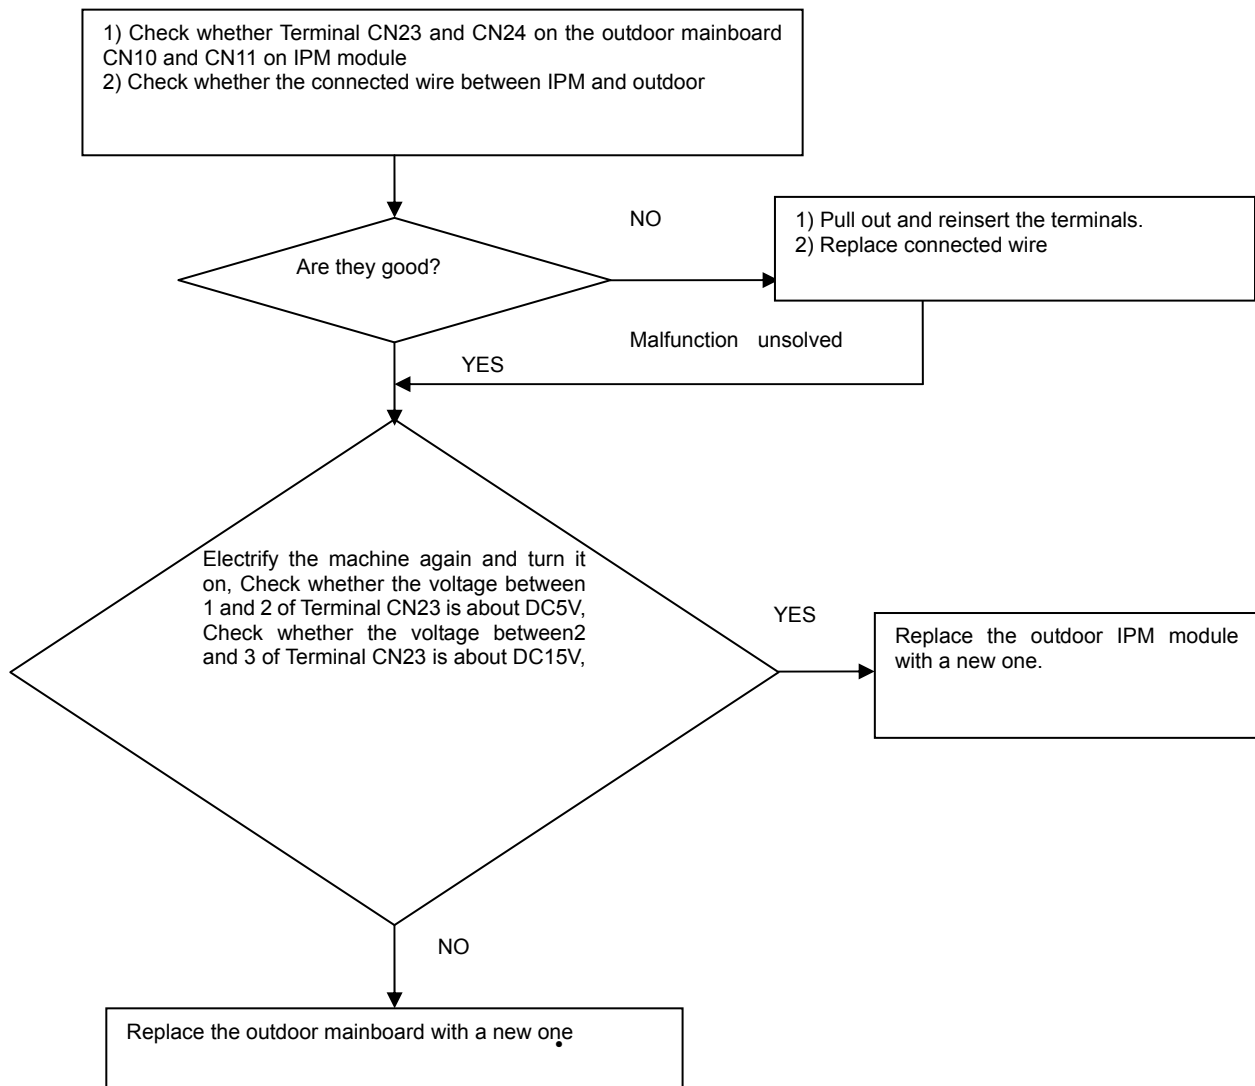 1) Check whether Terminal CN23 and CN24 on the outdoor mainboard
CN10 and CN11 on IPM module
2) Check whether the connected wire between IPM and outdoor
NO
1) Pull out and reinsert the terminals.
2) Replace connected wire
Are they good?
Malfunction unsolved
YES
Electrify the machine again and turn it
on, Check whether the voltage between
1 and 2 of Terminal CN23 is about DC5V,
Check whether the voltage between2
and 3 of Terminal CN23 is about DC15V,
YES
Replace the outdoor IPM module
with a new one.
NO
Replace the outdoor mainboard with a new one.